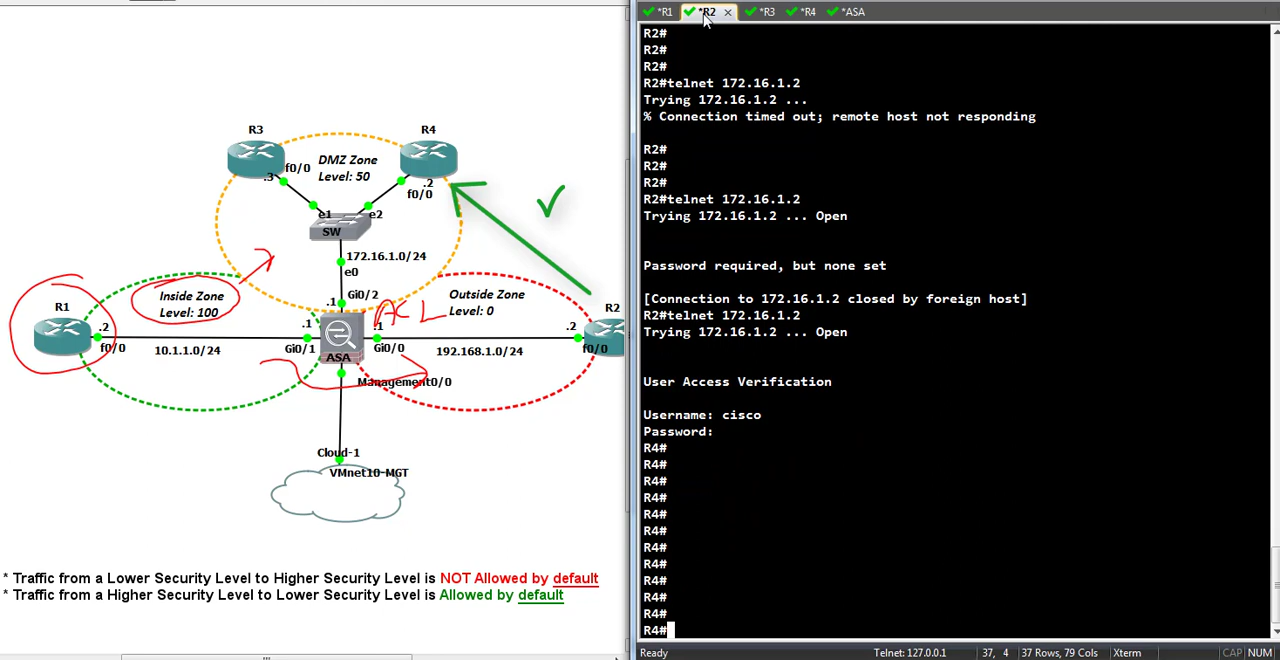 R3
R4
f0/0
DMZ Zone
Level: 50
.3
.2
f0/0
e1
e2
SW
172.16.1.0/24
e0
Inside Zone
Level: 100
Gi0/2
.1
ACL
Outside Zone
Level: 0
R1
R2
.2
f0/0
10.1.1.0/24
.1
Gi0/1
ASA
.1
Gi0/0
192.168.1.0/24
.2
f0/0
Management0/0
Cloud-1
VMnet10-MGT
* Traffic from a Lower Security Level to Higher Security Level is NOT Allowed by default
* Traffic from a Higher Security Level to Lower Security Level is Allowed by default
*R1 *R2 × *R3 *R4 *ASA
R2#
R2#
R2#
R2#telnet 172.16.1.2
Trying 172.16.1.2 ...
% Connection timed out; remote host not responding
R2#
R2#
R2#
R2#telnet 172.16.1.2
Trying 172.16.1.2 ... Open
Password required, but none set
[Connection to 172.16.1.2 closed by foreign host]
R2#telnet 172.16.1.2
Trying 172.16.1.2 ... Open
User Access Verification
Username: cisco
Password:
R4#
R4#
R4#
R4#
R4#
R4#
R4#
R4#
R4#
R4#
R4#
R4#
Ready Telnet: 127.0.0.1 37, 4 37 Rows, 79 Cols Xterm CAP NUM